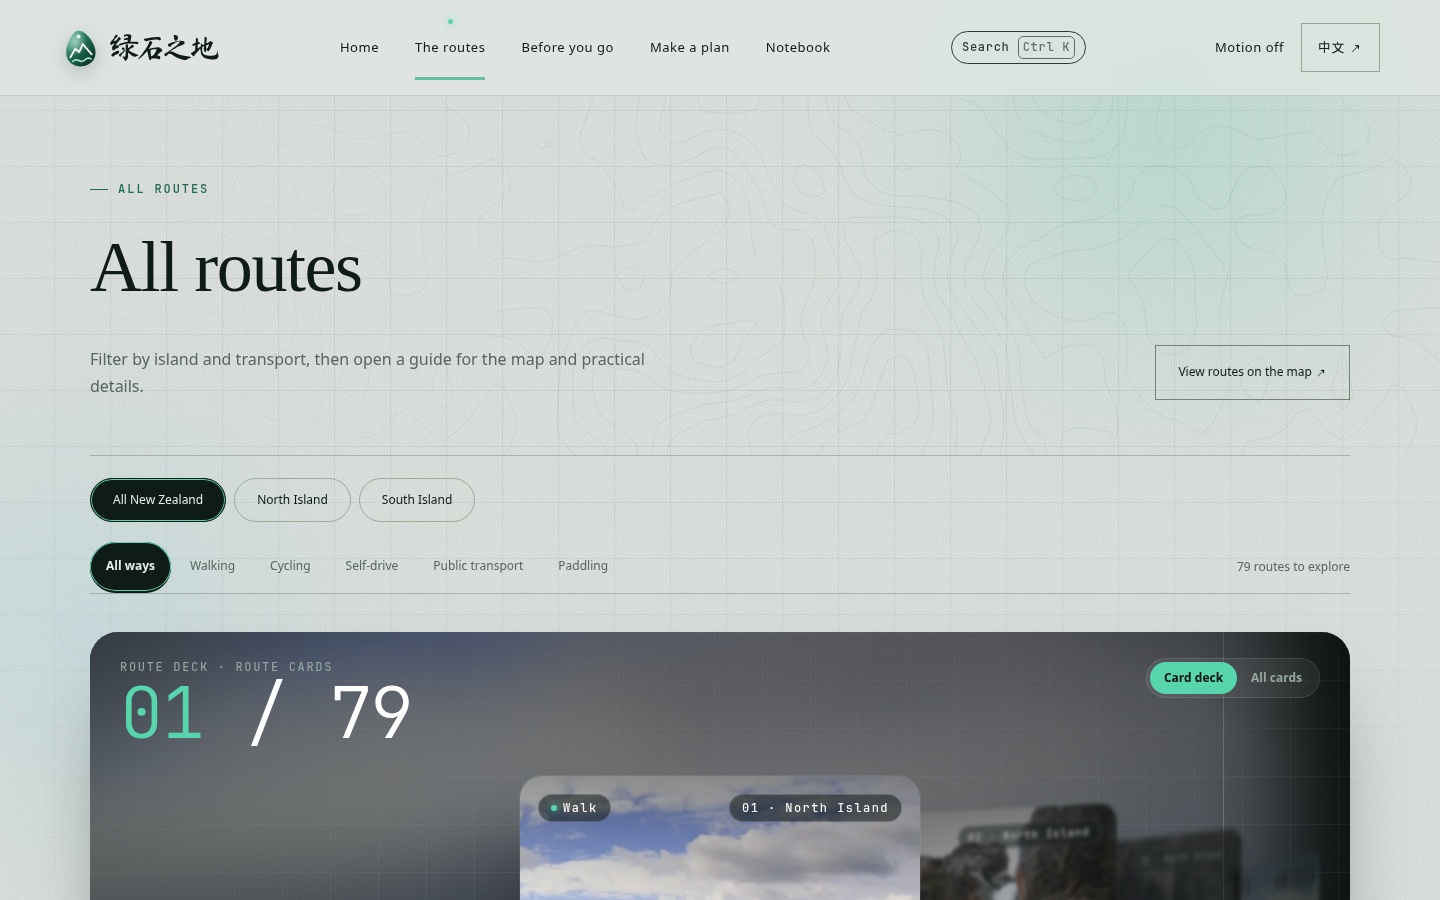 绿石之地
Home
The routes
Before you go
Make a plan
Notebook
Search Ctrl K
Motion off
中文 ↗
ALL ROUTES
All routes
Filter by island and transport, then open a guide for the map and practical
details.
View routes on the map ↗
All New Zealand
North Island
South Island
All ways
Walking
Cycling
Self-drive
Public transport
Paddling
79 routes to explore
ROUTE DECK · ROUTE CARDS
01 / 79
Card deck
All cards
Walk
01 · North Island
02 · North Island